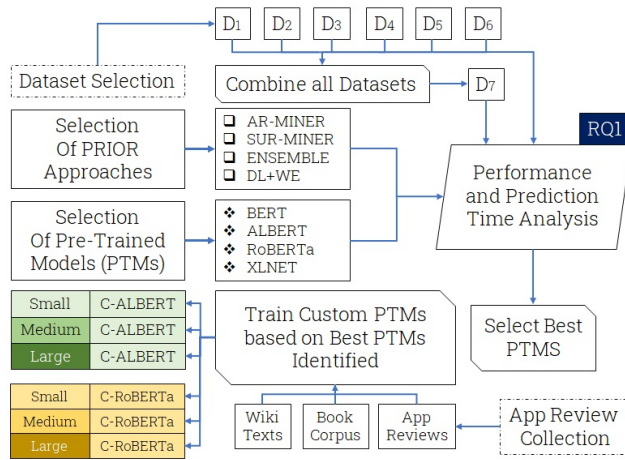 D1 D2 D3 D4 D5 D6
Dataset Selection
Combine all Datasets
D7
RQ1
Selection
Of PRIOR
Approaches
AR-MINER
SUR-MINER
ENSEMBLE
DL+WE
Performance
and Prediction
Time Analysis
Selection
Of Pre-Trained
Models (PTMs)
BERT
ALBERT
RoBERTa
XLNET
Small C-ALBERT
Medium C-ALBERT
Large C-ALBERT
Train Custom PTMs
based on Best PTMs
Identified
Select Best
PTMS
Small C-RoBERTa
Medium C-RoBERTa
Large C-RoBERTa
Wiki
Texts
Book
Corpus
App
Reviews
App Review
Collection